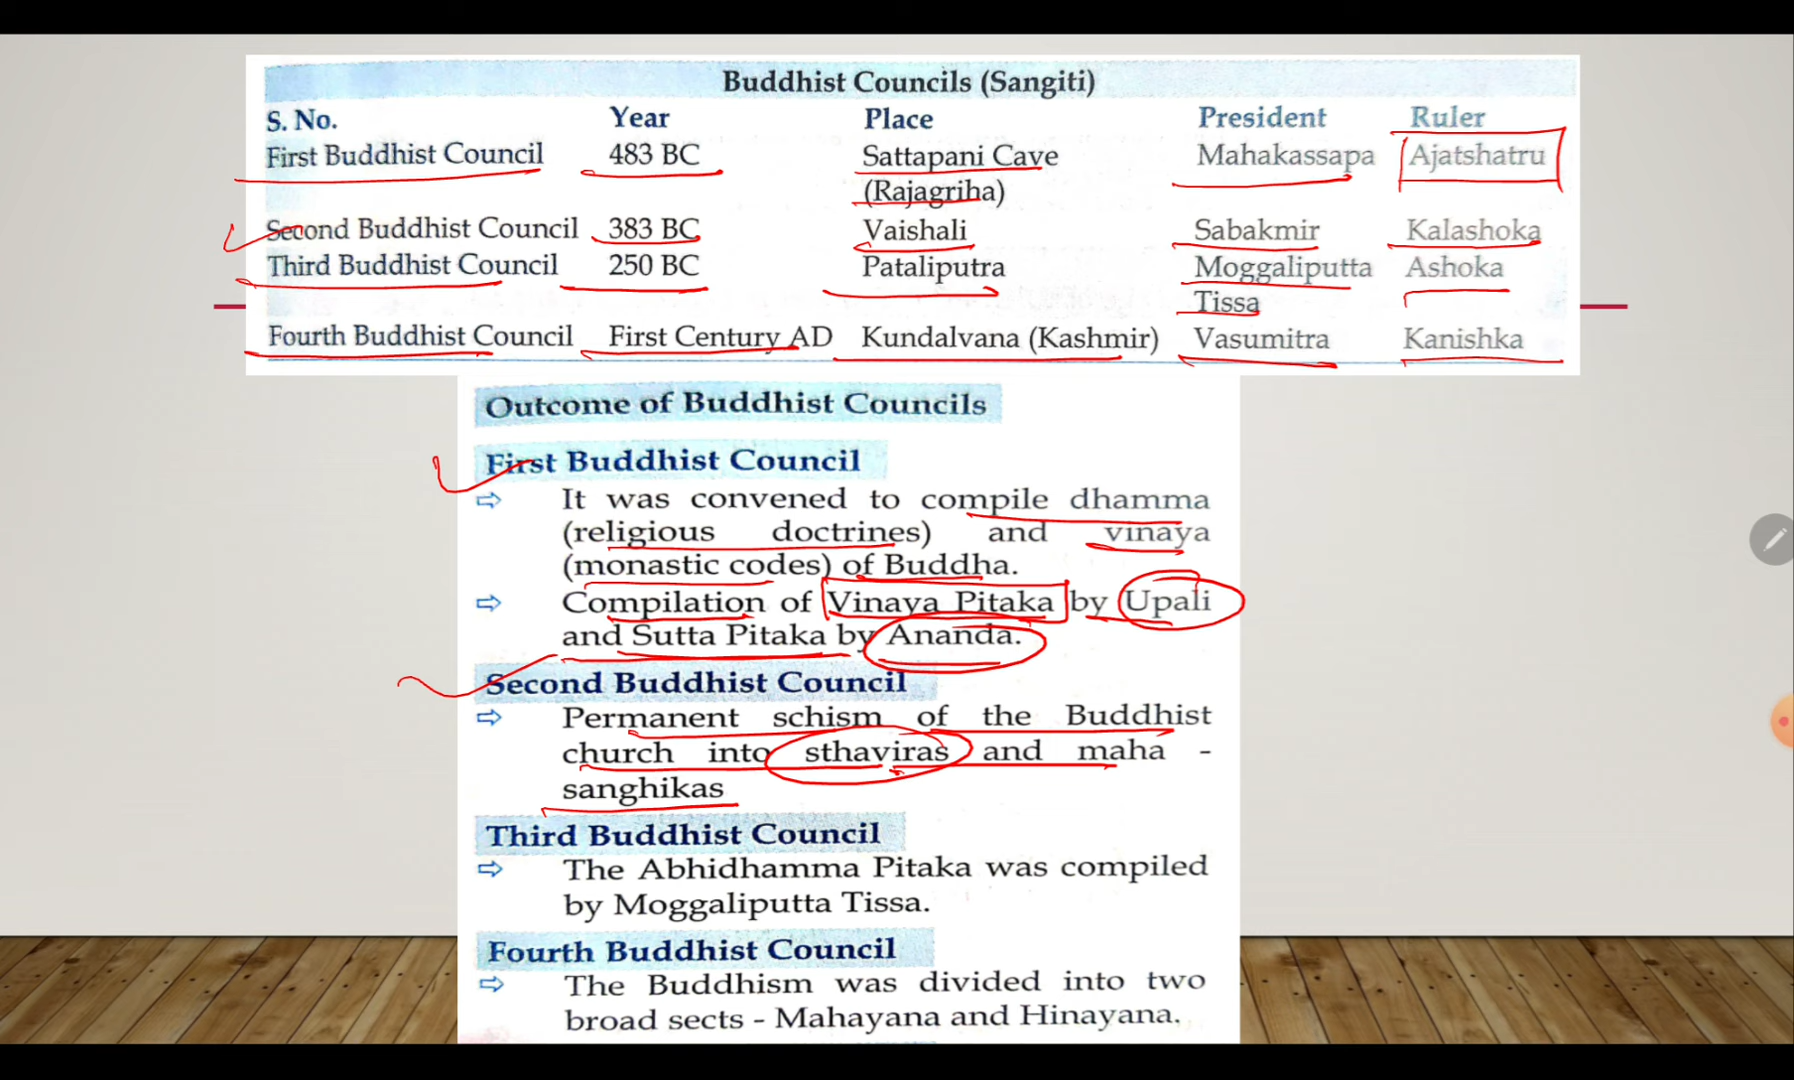 Buddhist Councils (Sangiti)
S. No. Year Place President Ruler
First Buddhist Council 483 BC Sattapani Cave Mahakassapa Ajatshatru
(Rajagriha)
Second Buddhist Council 383 BC Vaishali Sabakmir Kalashoka
Third Buddhist Council 250 BC Pataliputra Moggaliputta Ashoka
Tissa
Fourth Buddhist Council First Century AD Kundalvana (Kashmir) Vasumitra Kanishka
Outcome of Buddhist Councils
First Buddhist Council
⇨ It was convened to compile dhamma
(religious doctrines) and vinaya
(monastic codes) of Buddha.
⇨ Compilation of Vinaya Pitaka by Upali
and Sutta Pitaka by Ananda.
Second Buddhist Council
⇨ Permanent schism of the Buddhist
church into sthaviras and maha -
sanghikas
Third Buddhist Council
⇨ The Abhidhamma Pitaka was compiled
by Moggaliputta Tissa.
Fourth Buddhist Council
⇨ The Buddhism was divided into two
broad sects - Mahayana and Hinayana.